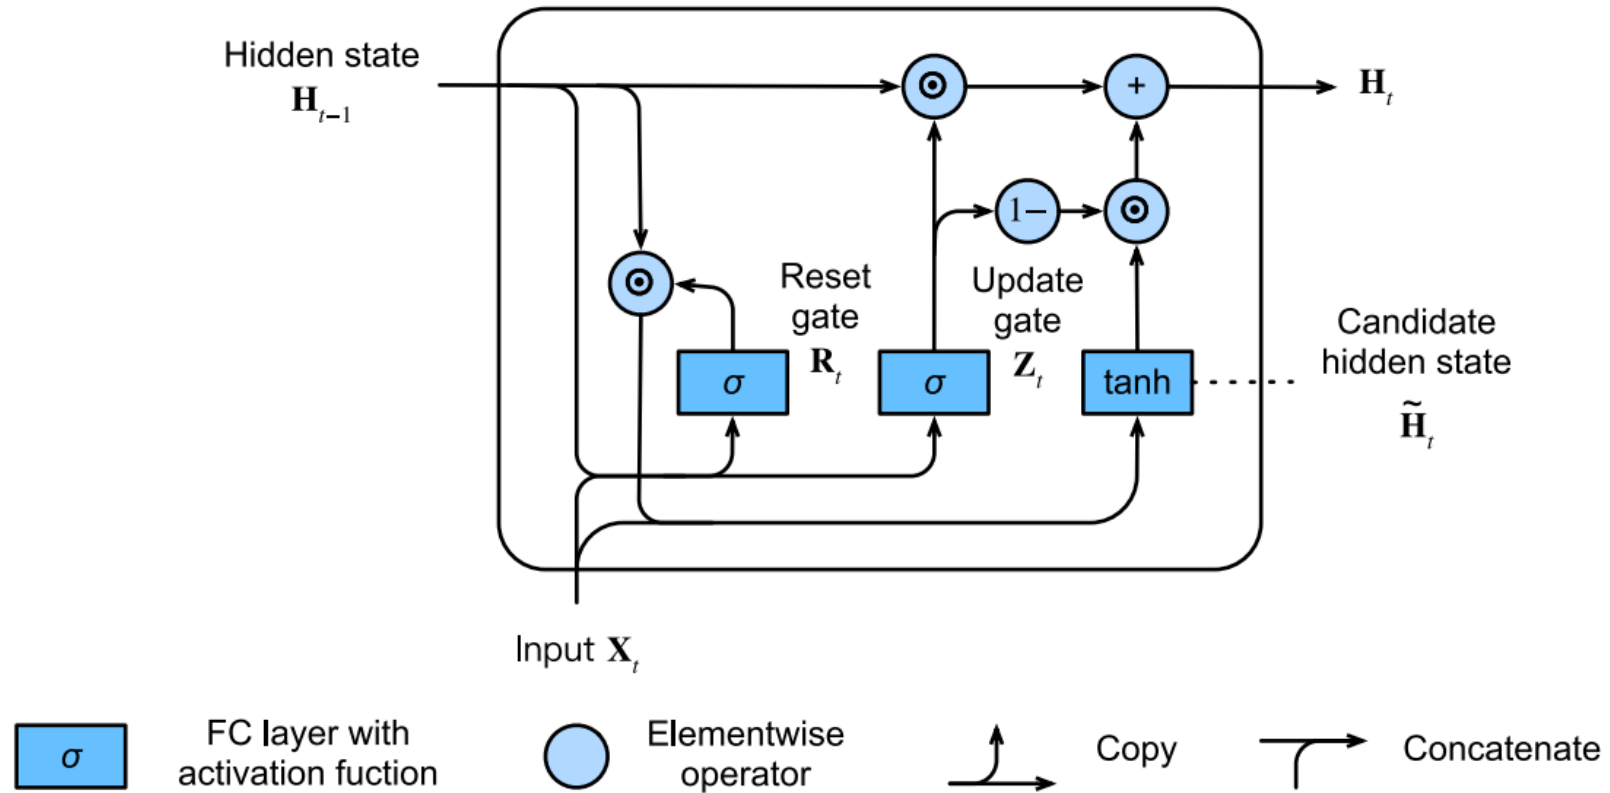 Hidden state
H_{t-1}
⊙
+
H_t
1−
⊙
⊙
Reset
gate
R_t
Update
gate
Z_t
Candidate
hidden state
H̃_t
σ
σ
tanh
Input X_t
σ
FC layer with
activation fuction
Elementwise
operator
Copy
Concatenate